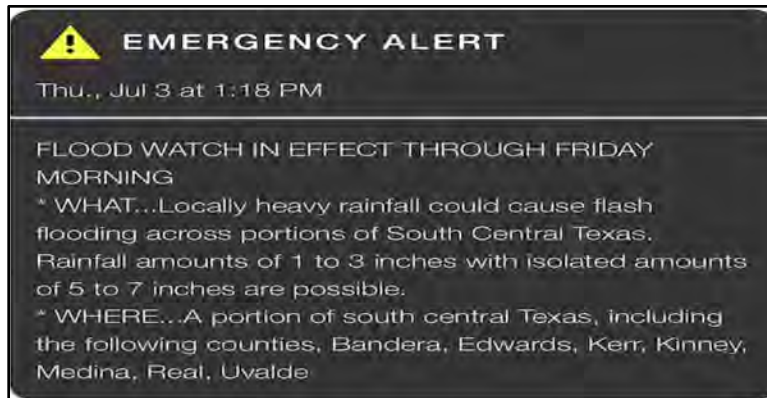 EMERGENCY ALERT
Thu., Jul 3 at 1:18 PM
FLOOD WATCH IN EFFECT THROUGH FRIDAY
MORNING
* WHAT...Locally heavy rainfall could cause flash
flooding across portions of South Central Texas.
Rainfall amounts of 1 to 3 inches with isolated amounts
of 5 to 7 inches are possible.
* WHERE...A portion of south central Texas, including
the following counties, Bandera, Edwards, Kerr, Kinney,
Medina, Real, Uvalde